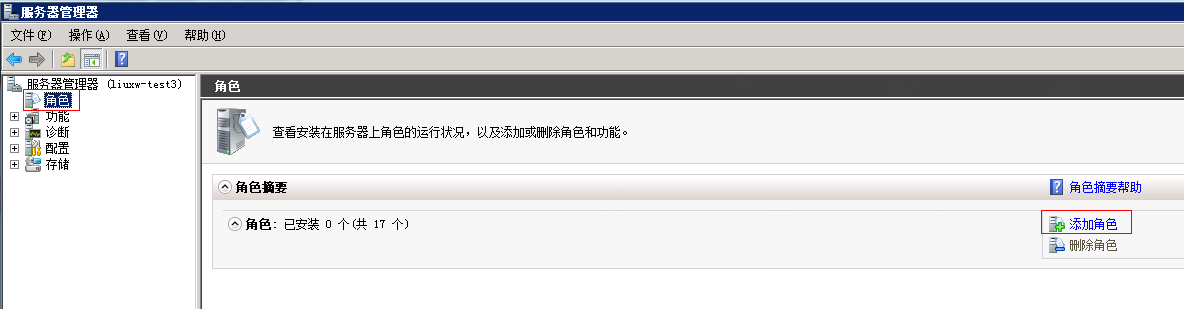 服务器管理器
文件(F) 操作(A) 查看(V) 帮助(H)
服务器管理器 (liuxw-test3)
角色
功能
诊断
配置
存储
角色
查看安装在服务器上角色的运行状况，以及添加或删除角色和功能。
角色摘要
角色摘要帮助
角色: 已安装 0 个(共 17 个)
添加角色
删除角色